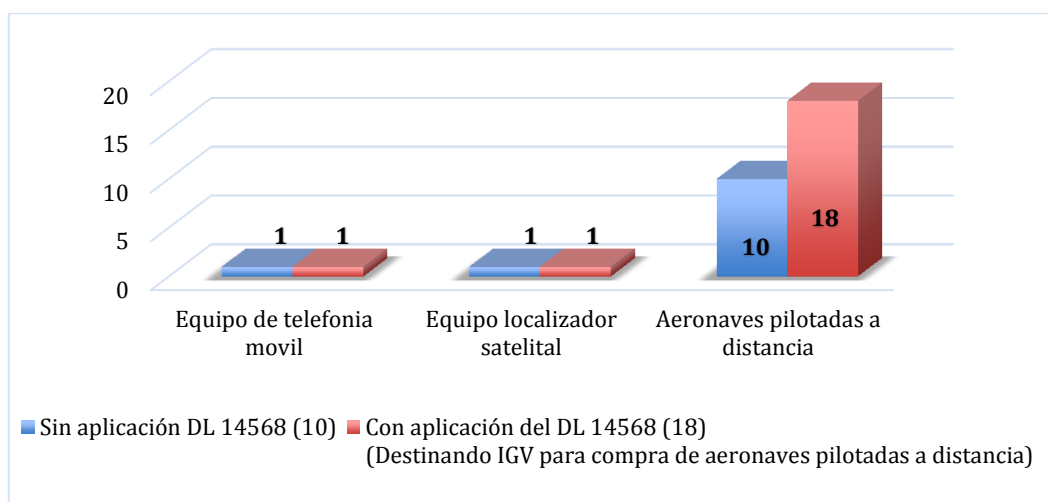 20
15
10
5
0
1 1
1 1
10
18
Equipo de telefonia
movil
Equipo localizador
satelital
Aeronaves pilotadas a
distancia
Sin aplicación DL 14568 (10)
Con aplicación del DL 14568 (18)
(Destinando IGV para compra de aeronaves pilotadas a distancia)